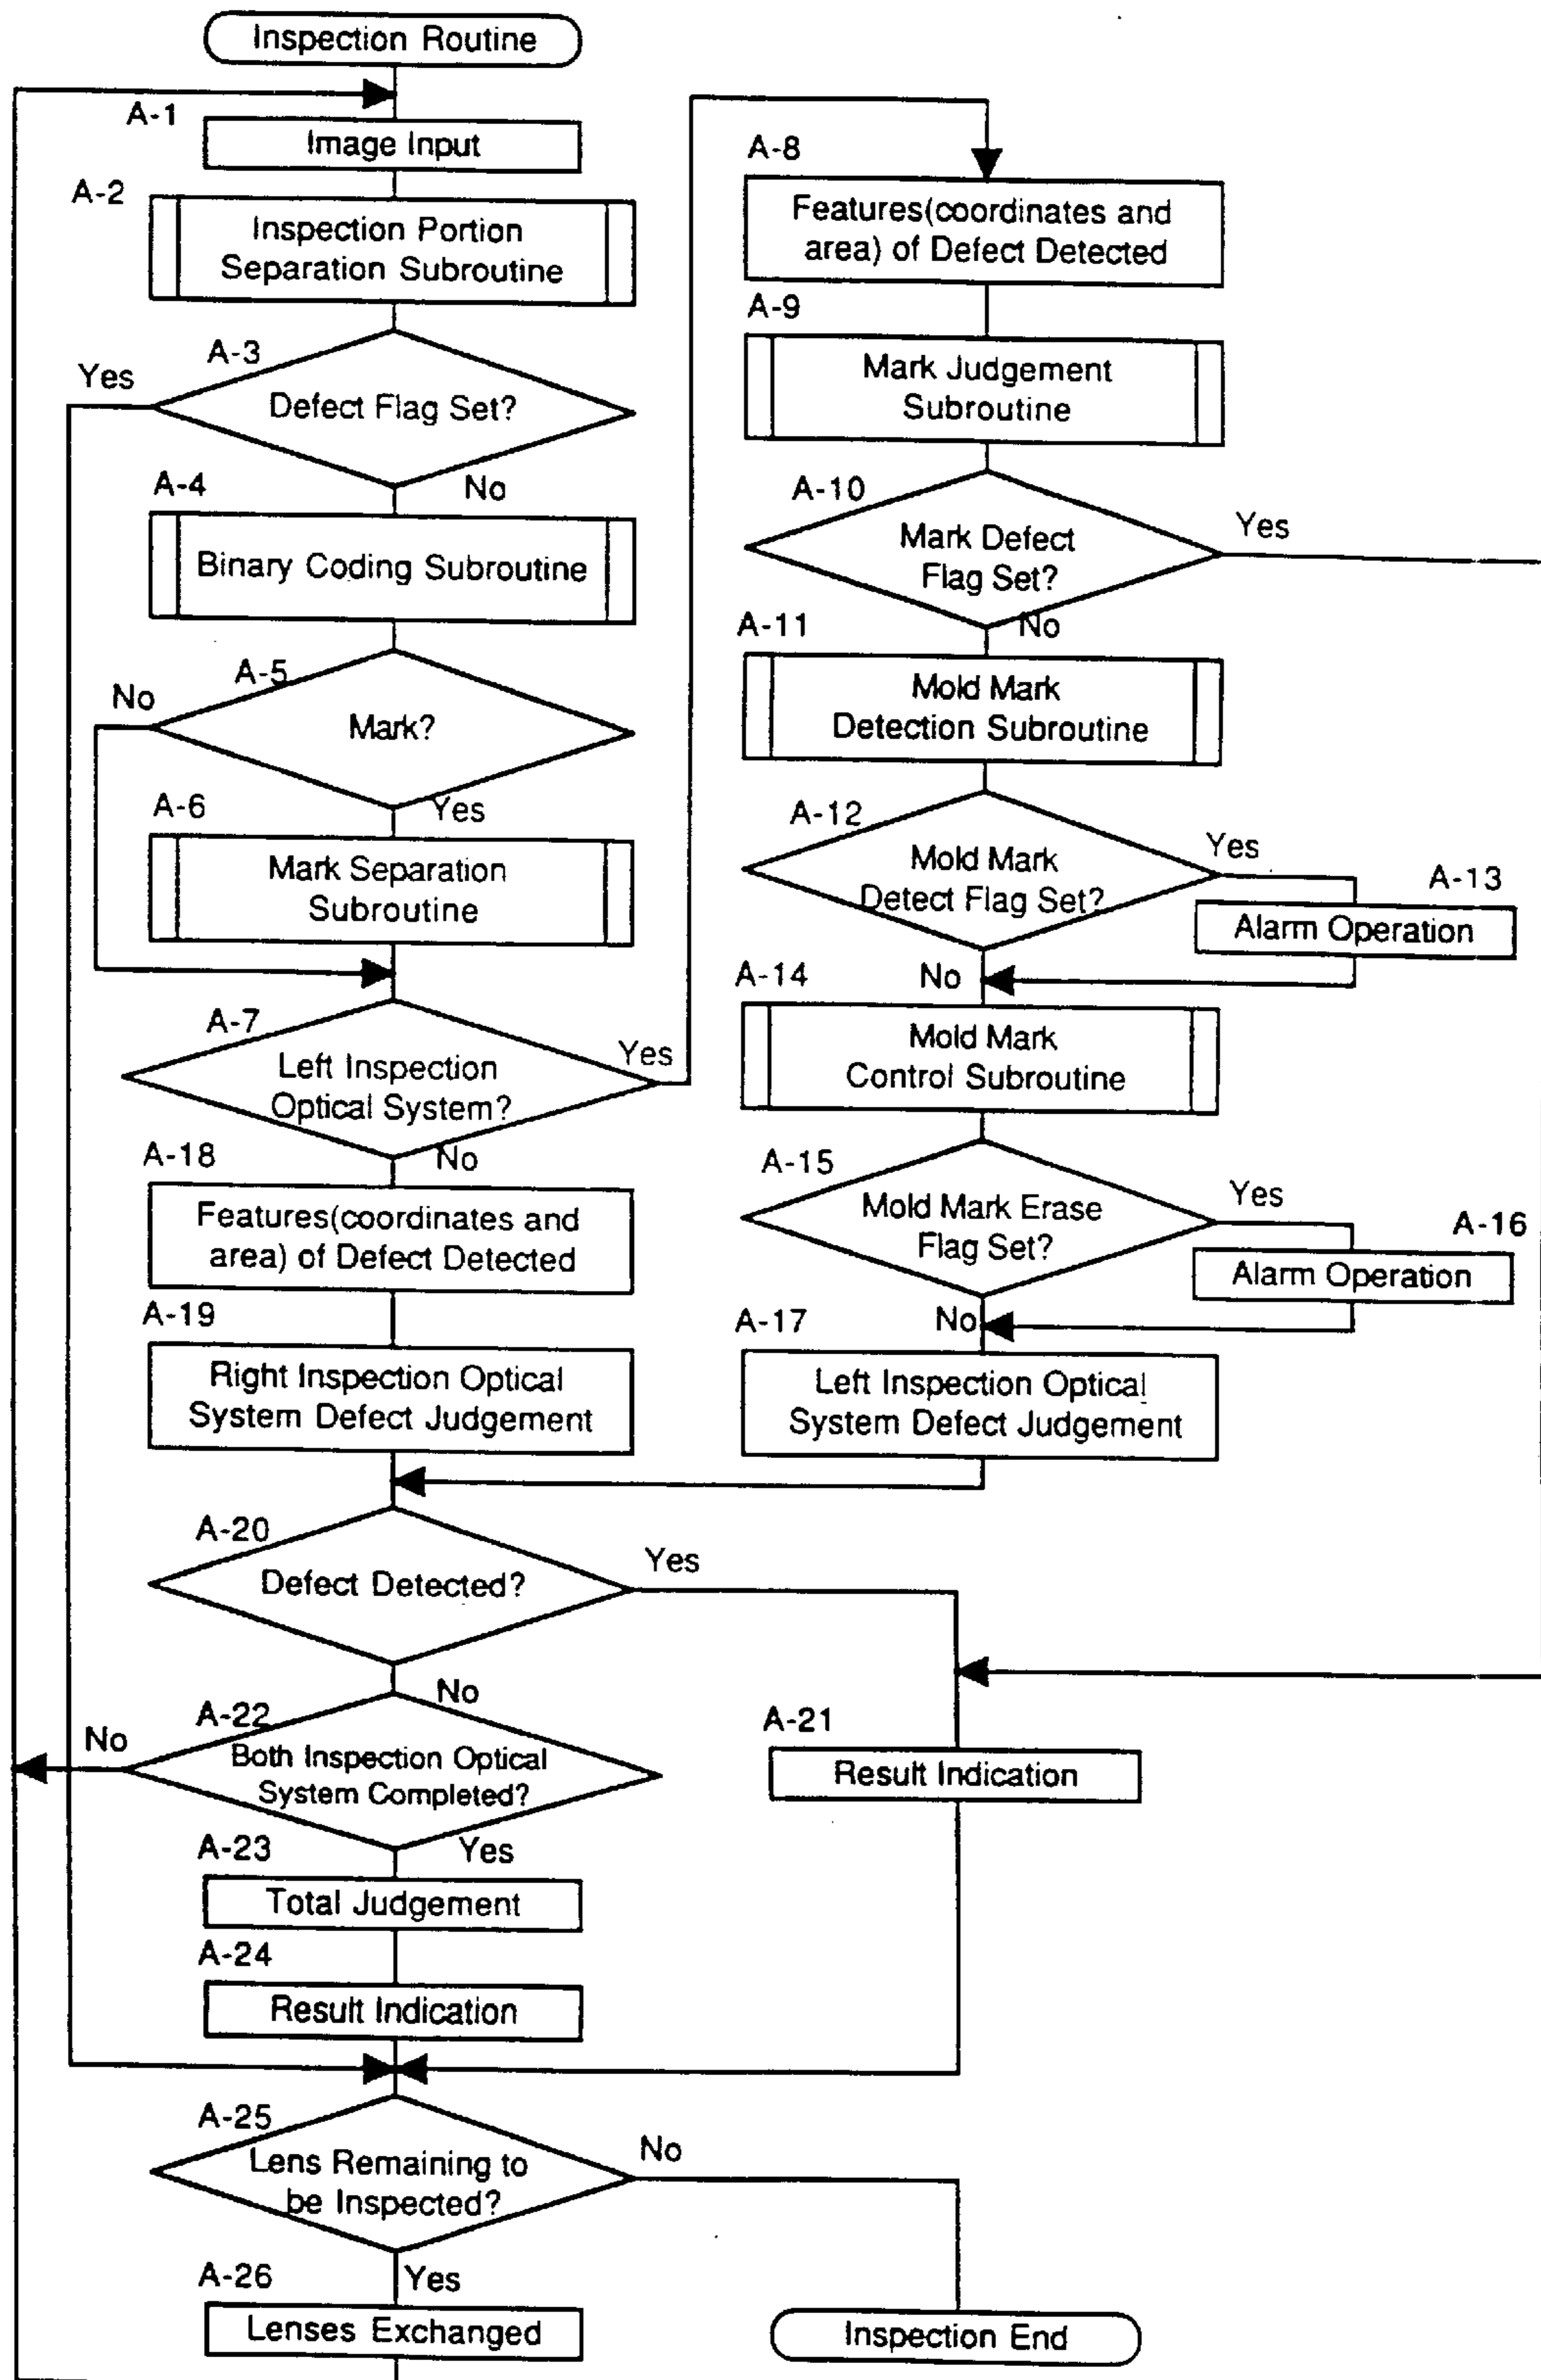 Inspection Routine
A-1
Image Input
A-2
Inspection Portion
Separation Subroutine
A-3
Yes
Defect Flag Set?
No
A-4
Binary Coding Subroutine
A-5
No
Mark?
Yes
A-6
Mark Separation
Subroutine
A-7
Left Inspection
Optical System?
Yes
No
A-8
Features(coordinates and
area) of Defect Detected
A-9
Mark Judgement
Subroutine
A-10
Mark Defect
Flag Set?
Yes
No
A-11
Mold Mark
Detection Subroutine
A-12
Mold Mark
Detect Flag Set?
Yes
A-13
Alarm Operation
No
A-14
Mold Mark
Control Subroutine
A-15
Mold Mark Erase
Flag Set?
Yes
A-16
Alarm Operation
No
A-17
Left Inspection Optical
System Defect Judgement
A-18
Features(coordinates and
area) of Defect Detected
A-19
Right Inspection Optical
System Defect Judgement
A-20
Defect Detected?
Yes
No
A-21
Result Indication
A-22
No
Both Inspection Optical
System Completed?
Yes
A-23
Total Judgement
A-24
Result Indication
A-25
Lens Remaining to
be Inspected?
No
Yes
A-26
Lenses Exchanged
Inspection End